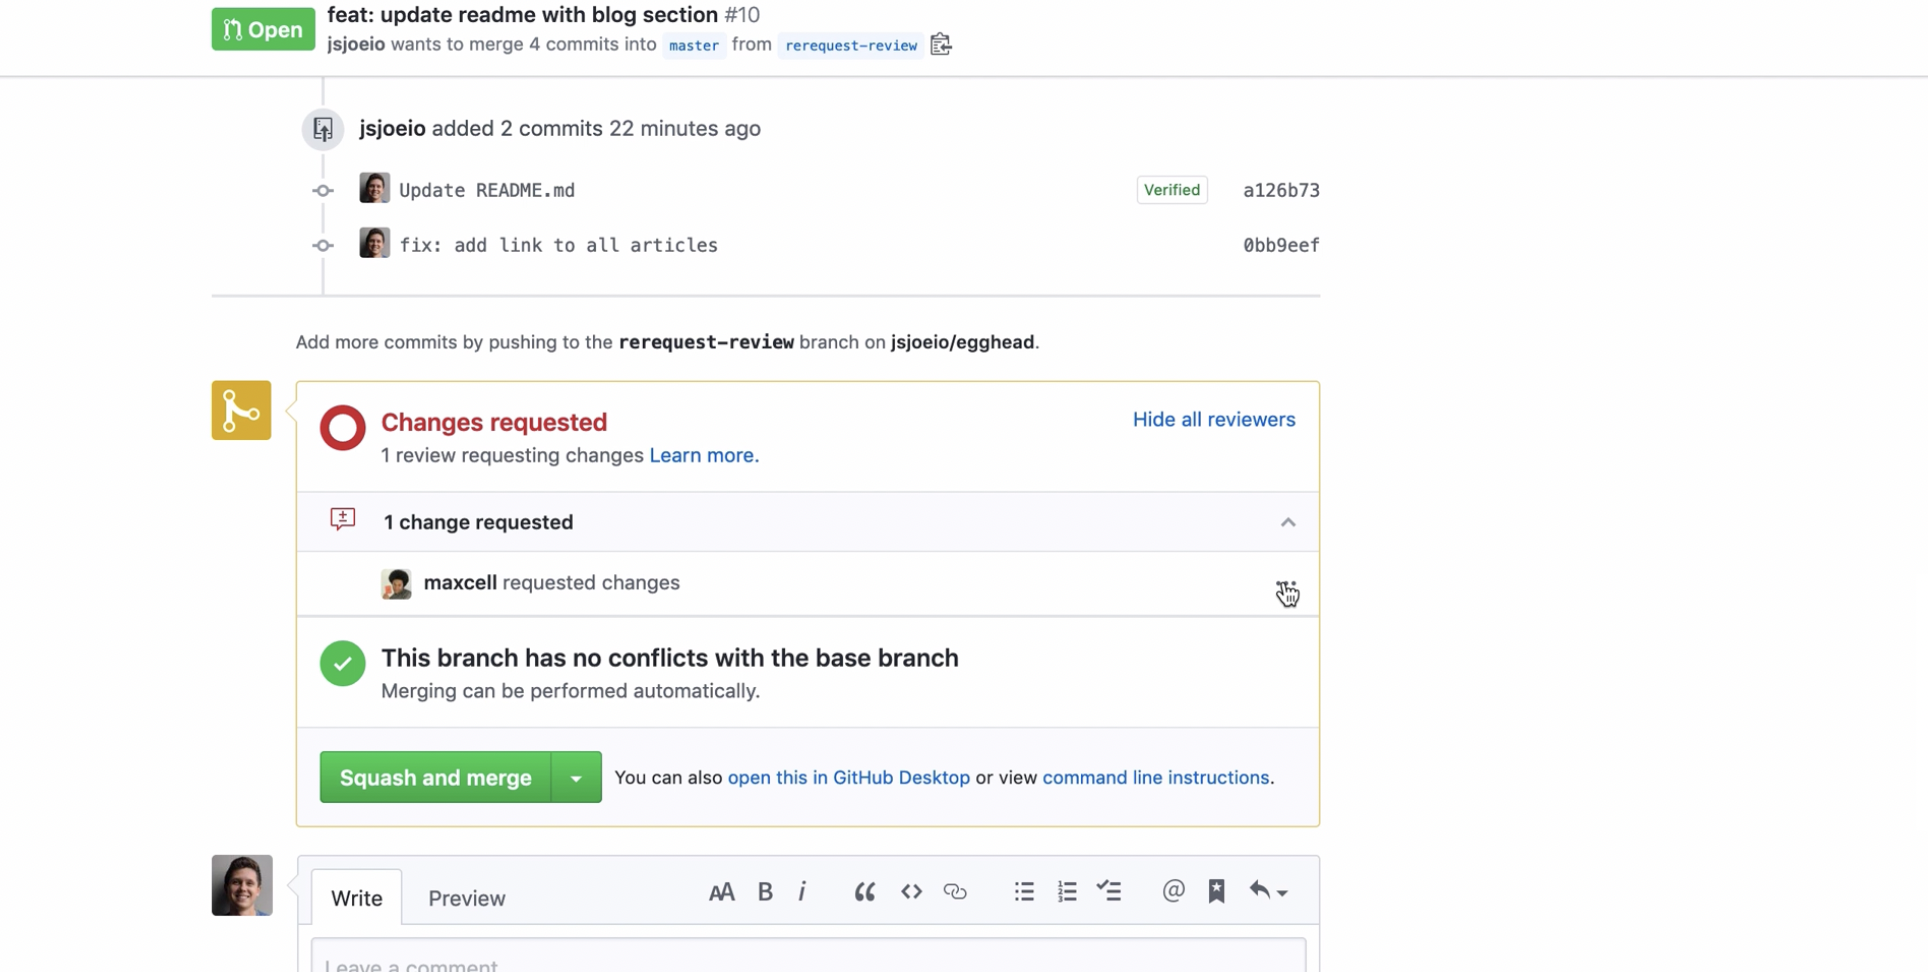 Open
feat: update readme with blog section #10
jsjoeio wants to merge 4 commits into master from rerequest-review
jsjoeio added 2 commits 22 minutes ago
Update README.md Verified a126b73
fix: add link to all articles 0bb9eef
Add more commits by pushing to the rerequest-review branch on jsjoeio/egghead.
Changes requested Hide all reviewers
1 review requesting changes Learn more.
1 change requested
maxcell requested changes
This branch has no conflicts with the base branch
Merging can be performed automatically.
Squash and merge You can also open this in GitHub Desktop or view command line instructions.
Write Preview
Leave a comment